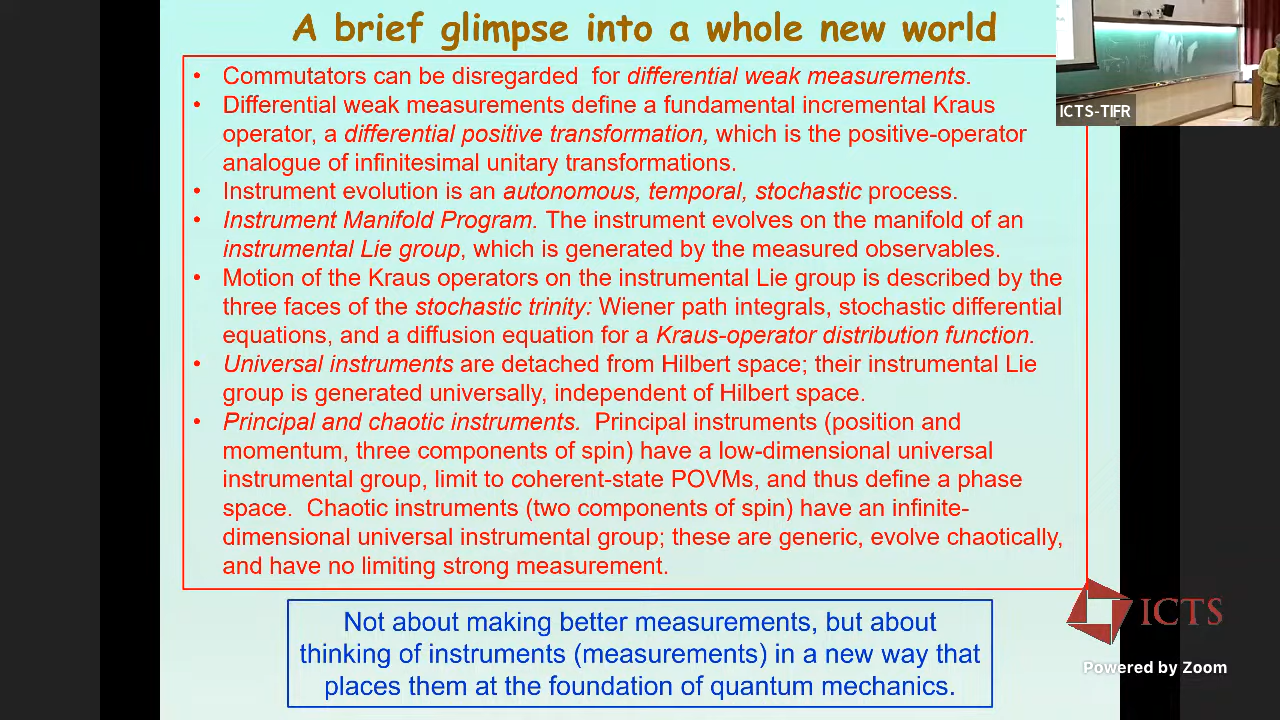 A brief glimpse into a whole new world
• Commutators can be disregarded for differential weak measurements.
• Differential weak measurements define a fundamental incremental Kraus
operator, a differential positive transformation, which is the positive-operator
analogue of infinitesimal unitary transformations.
• Instrument evolution is an autonomous, temporal, stochastic process.
• Instrument Manifold Program. The instrument evolves on the manifold of an
instrumental Lie group, which is generated by the measured observables.
• Motion of the Kraus operators on the instrumental Lie group is described by the
three faces of the stochastic trinity: Wiener path integrals, stochastic differential
equations, and a diffusion equation for a Kraus-operator distribution function.
• Universal instruments are detached from Hilbert space; their instrumental Lie
group is generated universally, independent of Hilbert space.
• Principal and chaotic instruments. Principal instruments (position and
momentum, three components of spin) have a low-dimensional universal
instrumental group, limit to coherent-state POVMs, and thus define a phase
space. Chaotic instruments (two components of spin) have an infinite-
dimensional universal instrumental group; these are generic, evolve chaotically,
and have no limiting strong measurement.
Not about making better measurements, but about
thinking of instruments (measurements) in a new way that
places them at the foundation of quantum mechanics.
ICTS-TIFR
ICTS
Powered by Zoom